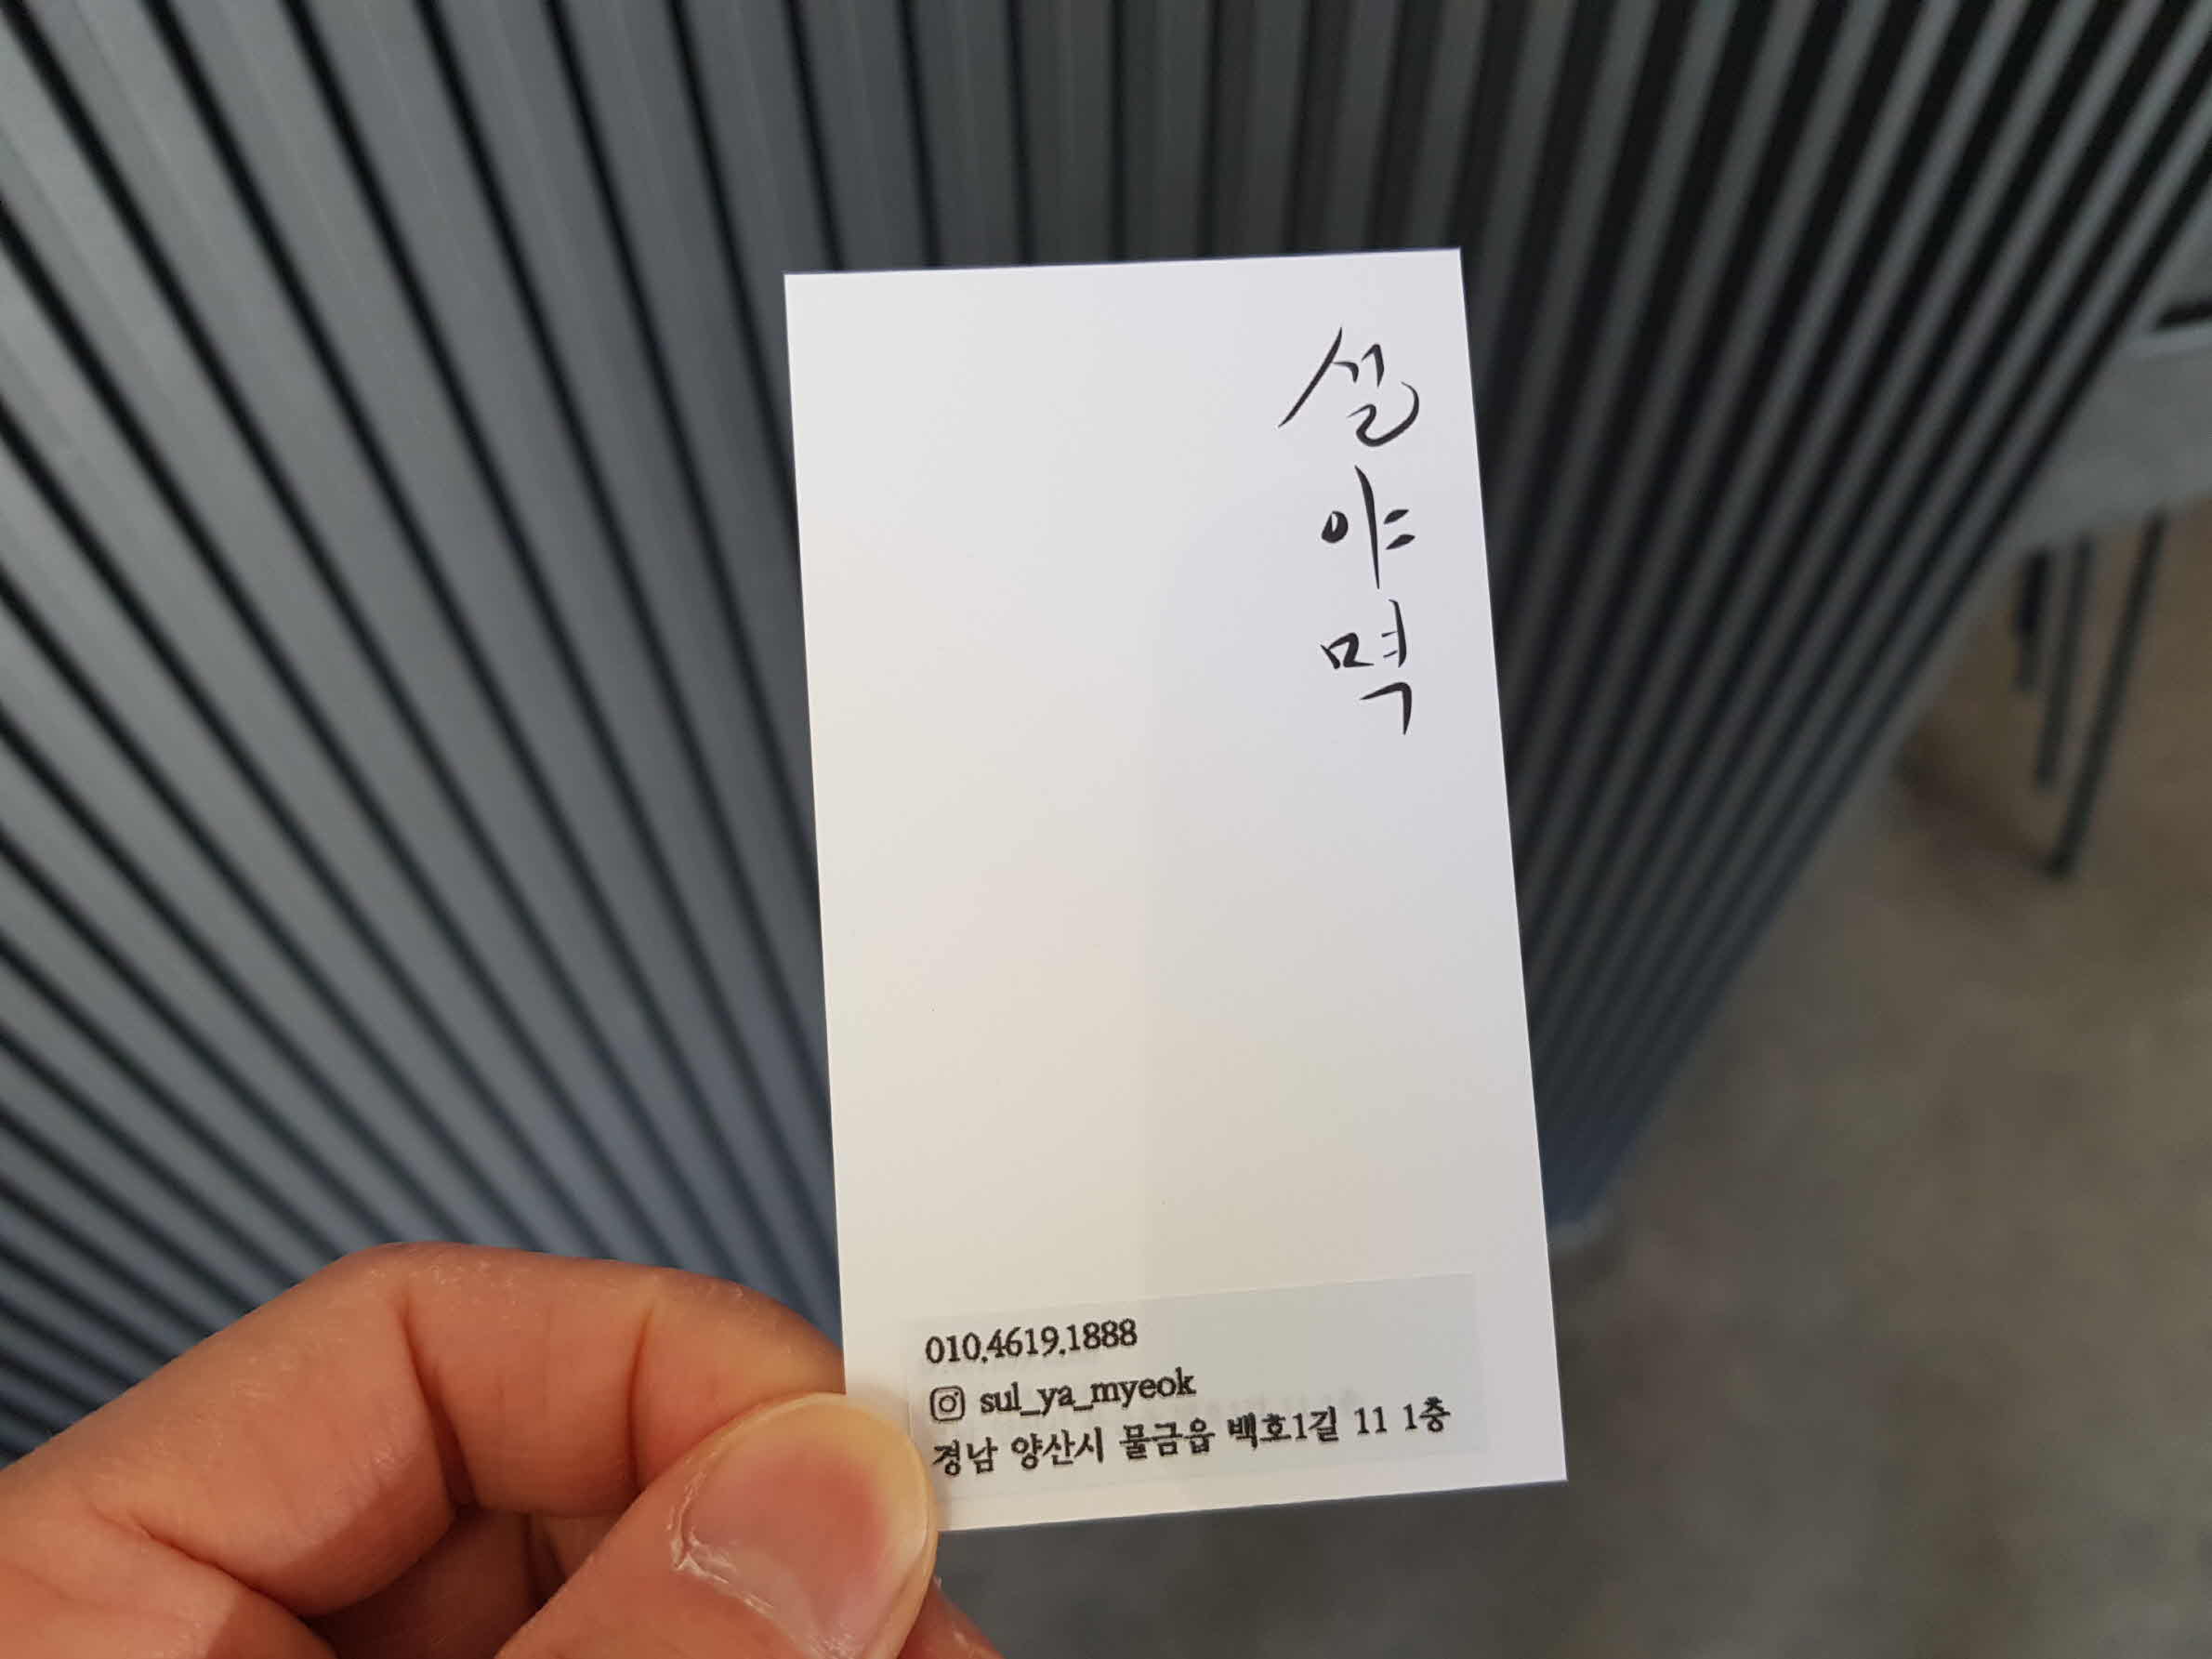 설야멱
010.4619.1888
sul_ya_myeok
경남 양산시 물금읍 백호1길 11 1층